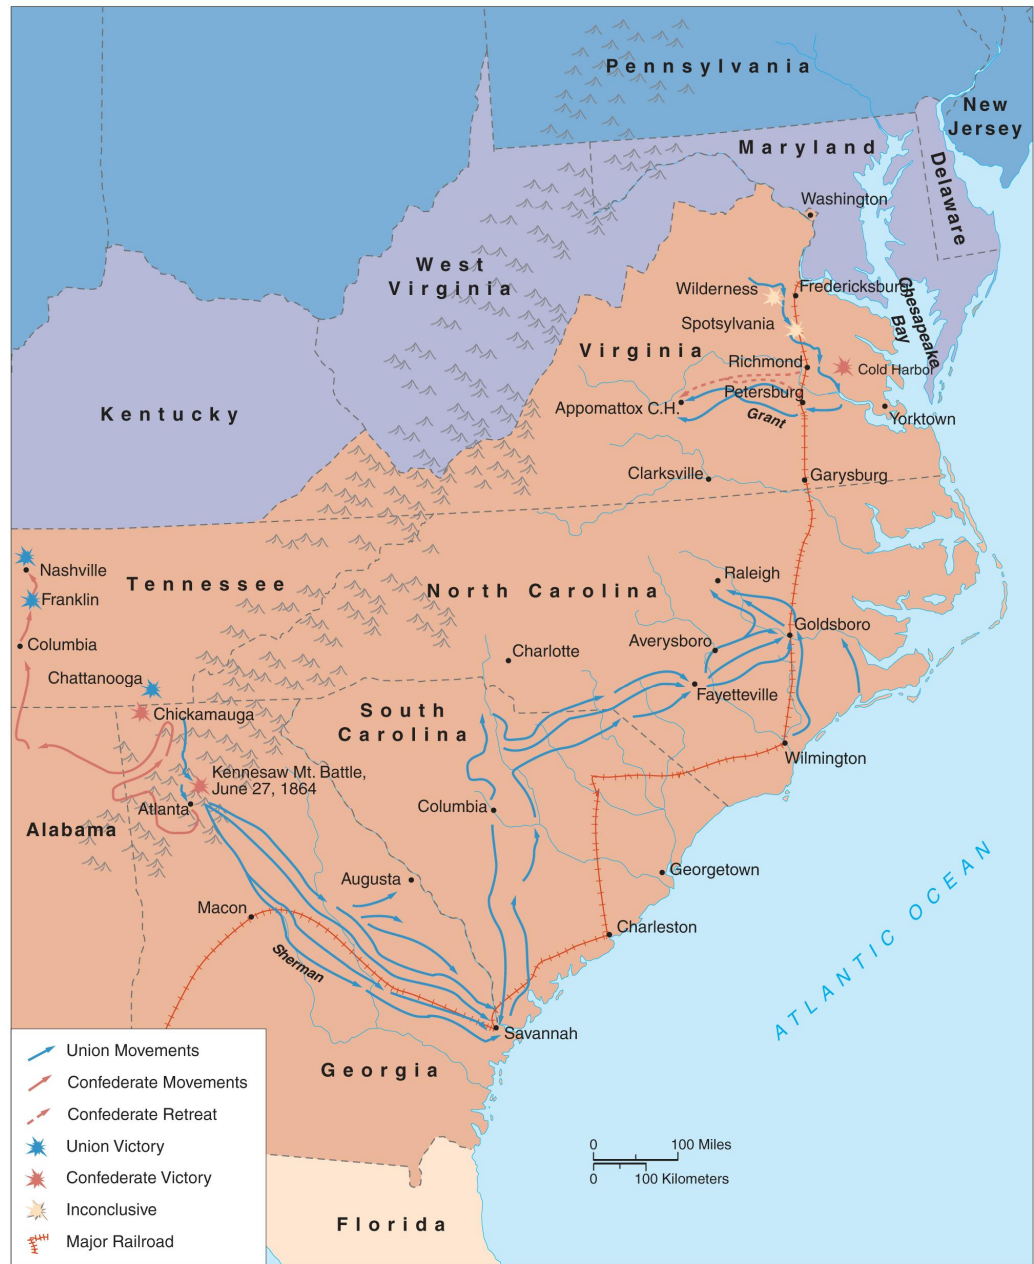 Pennsylvania
New
Jersey
Maryland
Delaware
Washington
West
Virginia
Wilderness
Fredericksburg
Chesapeake
Bay
Spotsylvania
Virginia
Richmond
Cold Harbor
Petersburg
Appomattox C.H.
Grant
Yorktown
Kentucky
Clarksville
Garysburg
Nashville
Tennessee
Raleigh
North Carolina
Franklin
Goldsboro
Columbia
Averysboro
Charlotte
Chattanooga
Fayetteville
Chickamauga
South
Carolina
Wilmington
Kennesaw Mt. Battle,
June 27, 1864
Atlanta
Columbia
Alabama
Georgetown
Augusta
Macon
Charleston
Sherman
ATLANTIC OCEAN
Savannah
Georgia
Florida
0 100 Miles
0 100 Kilometers
Union Movements
Confederate Movements
Confederate Retreat
Union Victory
Confederate Victory
Inconclusive
Major Railroad